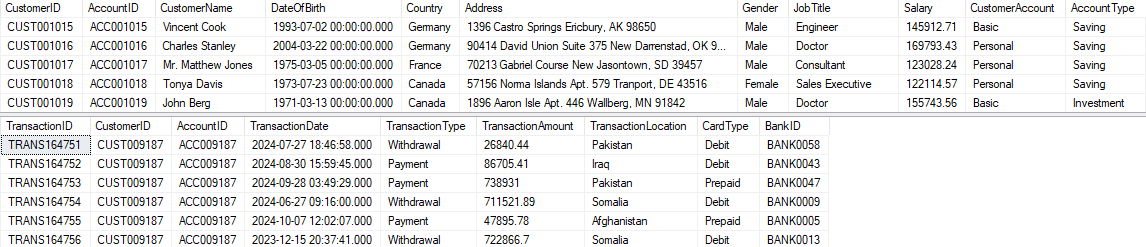 CustomerID AccountID CustomerName DateOfBirth Country Address Gender JobTitle Salary CustomerAccount AccountType
CUST001015 ACC001015 Vincent Cook 1993-07-02 00:00:00.000 Germany 1396 Castro Springs Ericbury, AK 98650 Male Engineer 145912.71 Basic Saving
CUST001016 ACC001016 Charles Stanley 2004-03-22 00:00:00.000 Germany 90414 David Union Suite 375 New Darrenstad, OK 9... Male Doctor 169793.43 Personal Saving
CUST001017 ACC001017 Mr. Matthew Jones 1975-03-05 00:00:00.000 France 70213 Gabriel Course New Jasontown, SD 39457 Male Consultant 123028.24 Personal Saving
CUST001018 ACC001018 Tonya Davis 1973-07-23 00:00:00.000 Canada 57156 Norma Islands Apt. 579 Tranport, DE 43516 Female Sales Executive 122114.57 Personal Saving
CUST001019 ACC001019 John Berg 1971-03-13 00:00:00.000 Canada 1896 Aaron Isle Apt. 446 Wallberg, MN 91842 Male Doctor 155743.56 Basic Investment
TransactionID CustomerID AccountID TransactionDate TransactionType TransactionAmount TransactionLocation CardType BankID
TRANS164751 CUST009187 ACC009187 2024-07-27 18:46:58.000 Withdrawal 26840.44 Pakistan Debit BANK0058
TRANS164752 CUST009187 ACC009187 2024-08-30 15:59:45.000 Payment 86705.41 Iraq Debit BANK0043
TRANS164753 CUST009187 ACC009187 2024-09-28 03:49:29.000 Payment 738931 Pakistan Prepaid BANK0047
TRANS164754 CUST009187 ACC009187 2024-06-27 09:16:00.000 Withdrawal 711521.89 Somalia Debit BANK0009
TRANS164755 CUST009187 ACC009187 2024-10-07 12:02:07.000 Payment 47895.78 Afghanistan Prepaid BANK0005
TRANS164756 CUST009187 ACC009187 2023-12-15 20:37:41.000 Withdrawal 722866.7 Somalia Debit BANK0013